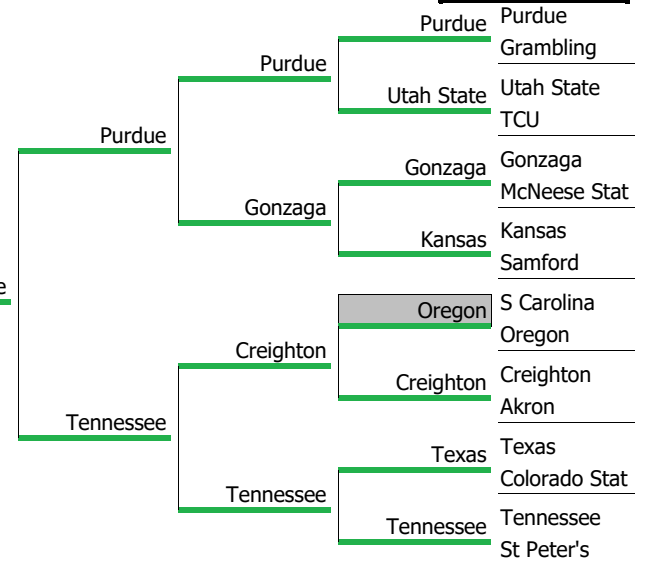 Purdue
Purdue
Grambling
Purdue
Utah State
Utah State
TCU
Purdue
Gonzaga
Gonzaga
McNeese Stat
Gonzaga
Kansas
Kansas
Samford
e
S Carolina
Oregon
Oregon
Creighton
Creighton
Creighton
Akron
Tennessee
Texas
Texas
Colorado Stat
Tennessee
Tennessee
Tennessee
St Peter's